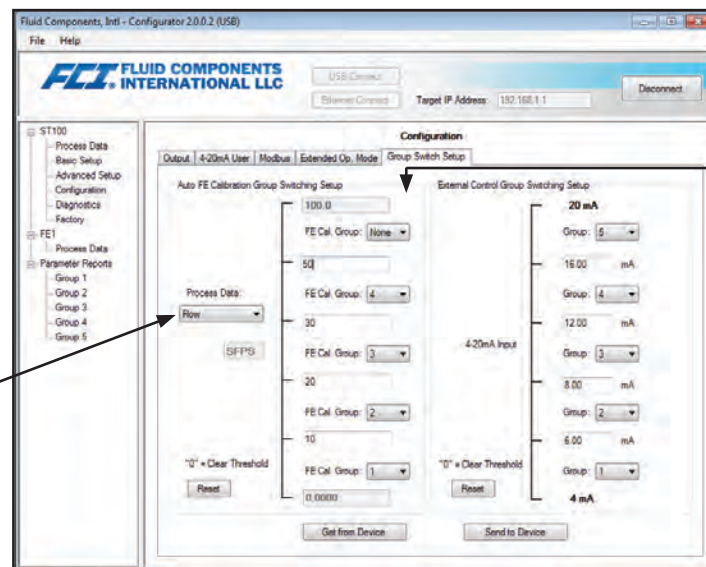 Fluid Components, Intl - Configurator 2.0.0.2 (USB)
File Help
FCI. FLUID COMPONENTS
INTERNATIONAL LLC
USB Connect
Ethernet Connect
Target IP Address:
192.168.1.1
Disconnect
ST100
Process Data
Basic Setup
Advanced Setup
Configuration
Diagnostics
Factory
FE1
Process Data
Parameter Reports
Group 1
Group 2
Group 3
Group 4
Group 5
Configuration
Output 4-20mA User Modbus Extended Op. Mode Group Switch Setup
Auto FE Calibration Group Switching Setup
100.0
FE Cal. Group: None
50
FE Cal. Group: 4
Process Data:
Flow
30
SFPS
FE Cal. Group: 3
20
FE Cal. Group: 2
10
"0" = Clear Threshold
FE Cal. Group: 1
Reset
0.0000
External Control Group Switching Setup
20 mA
Group: 5
16.00 mA
Group: 4
12.00 mA
4-20mA Input
Group: 3
8.00 mA
Group: 2
6.00 mA
"0" = Clear Threshold
Group: 1
Reset
4 mA
Get from Device
Send to Device